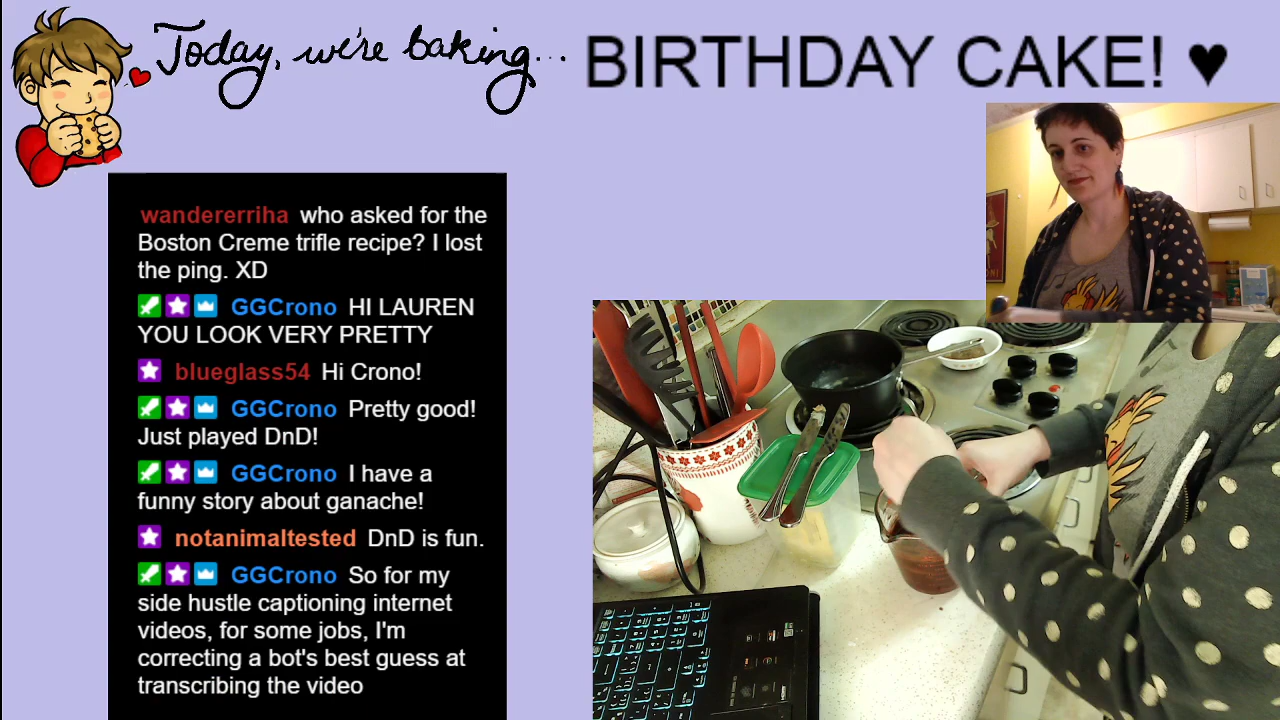 Today, we're baking... BIRTHDAY CAKE! ♥
wandererriha who asked for the
Boston Creme trifle recipe? I lost
the ping. XD
GGCrono HI LAUREN
YOU LOOK VERY PRETTY
blueglass54 Hi Crono!
GGCrono Pretty good!
Just played DnD!
GGCrono I have a
funny story about ganache!
notanimaltested DnD is fun.
GGCrono So for my
side hustle captioning internet
videos, for some jobs, I'm
correcting a bot's best guess at
transcribing the video